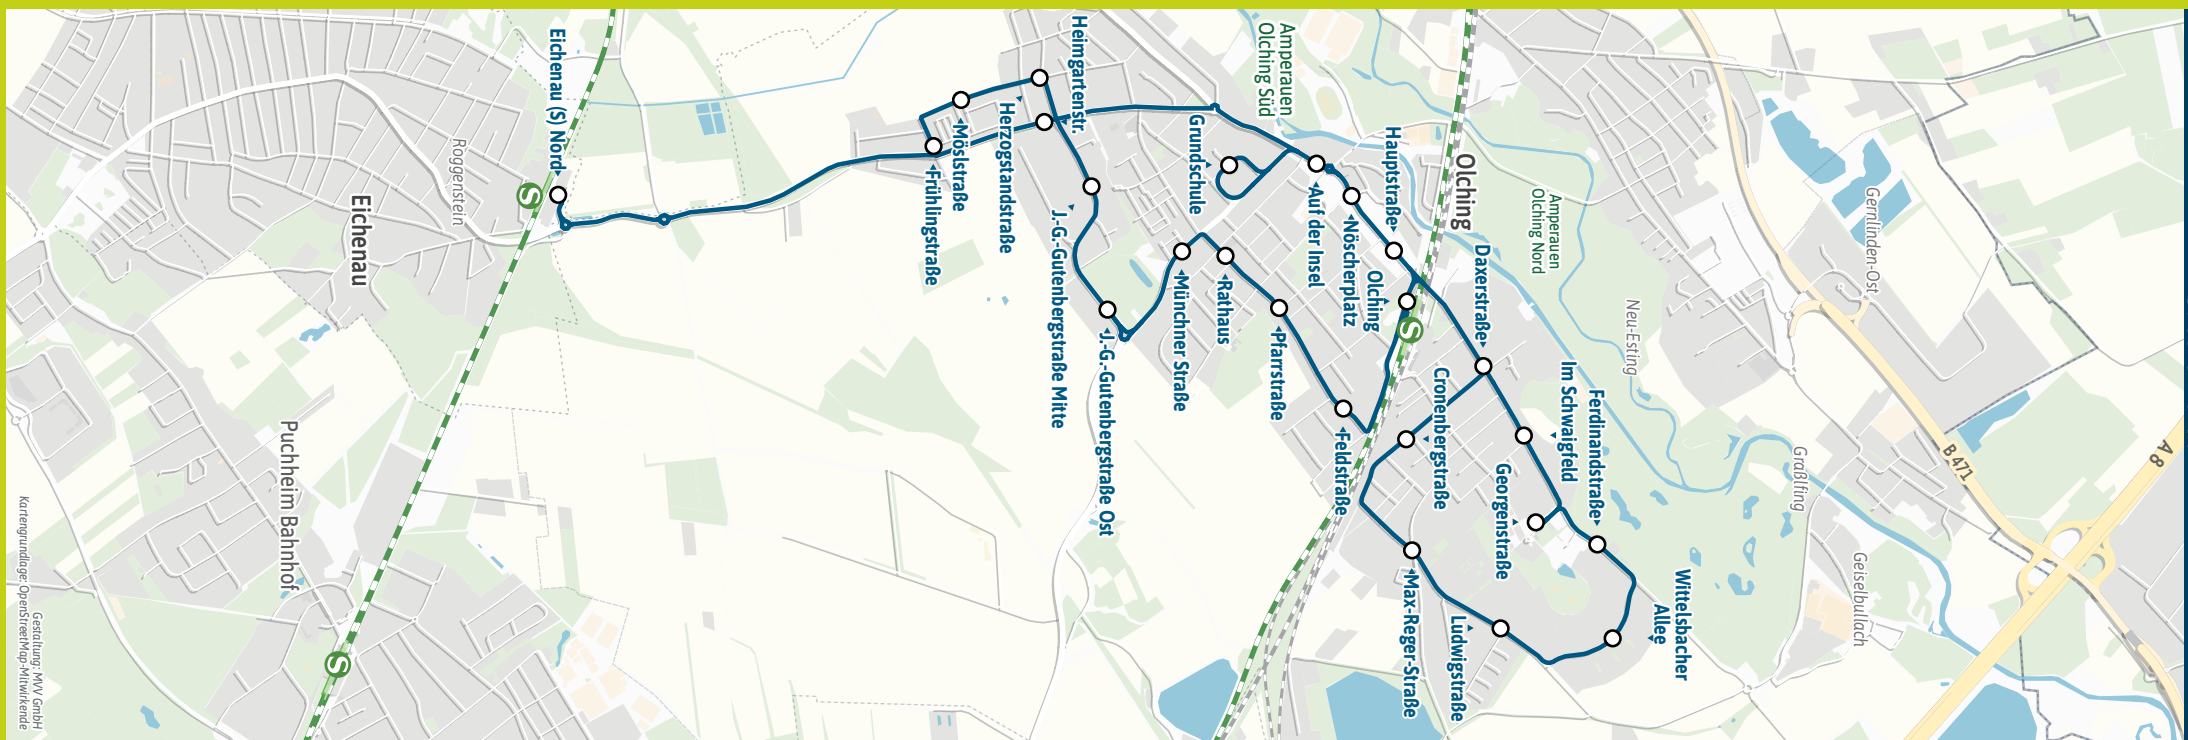 Eichenau (S) Nord
Roggenstein
Eichenau
Puchheim Bahnhof
S
S
Kartengrundlage: OpenStreetMap-Mitwirkende
Gestaltung: MVV GmbH
Heimgartenstr.
Herzogstandstraße
Möslstraße
Frühlingstraße
J.-G.-Gutenbergstraße Mitte
J.-G.-Gutenbergstraße Ost
Münchner Straße
Rathaus
Pfarrstraße
Feldstraße
Grundschule
Amperauen
Olching Süd
Auf der Insel
Nöscherplatz
Hauptstraße
Olching
S
Olching
Daxerstraße
Cronenbergstraße
Im Schwaigfeld
Ferdinandstraße
Georgenstraße
Max-Reger-Straße
Ludwigstraße
Wittelsbacher
Allee
Amperauen
Olching Nord
Neu-Esting
Gernlinden-Ost
Graßlfing
Geiselbulach
B 471
A 8